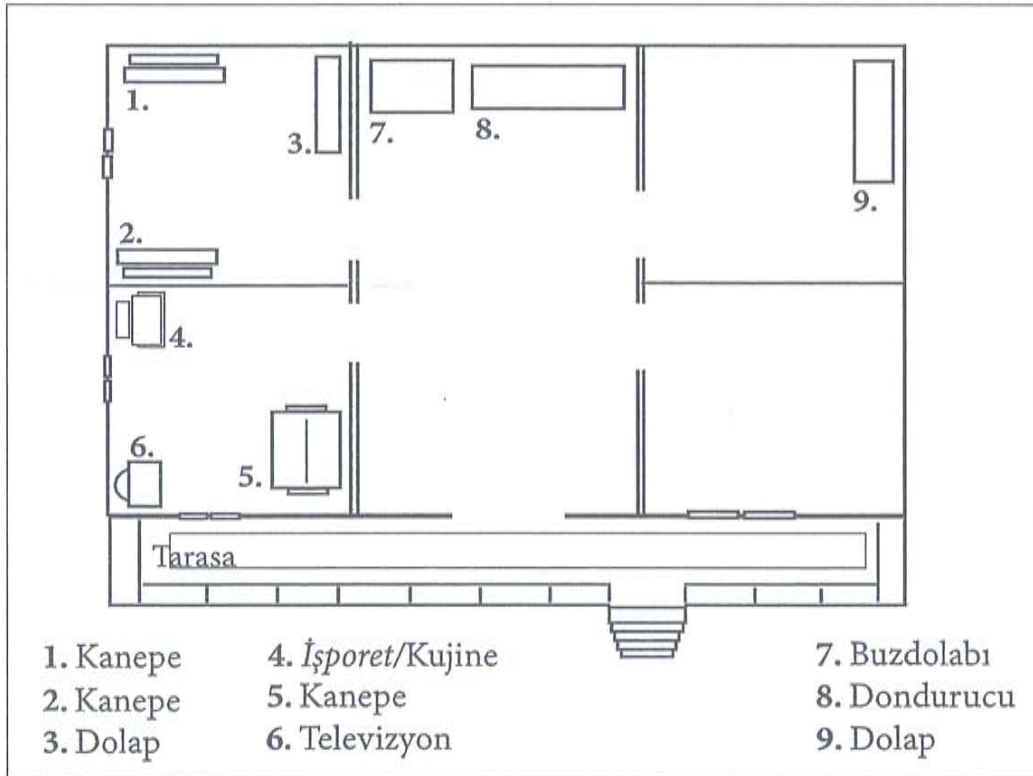 1.
3.
7.
8.
9.
2.
4.
6.
5.
Tarasa
1. Kanepe
2. Kanepe
3. Dolap
4. İşporet/Kujine
5. Kanepe
6. Televizyon
7. Buzdolabı
8. Dondurucu
9. Dolap